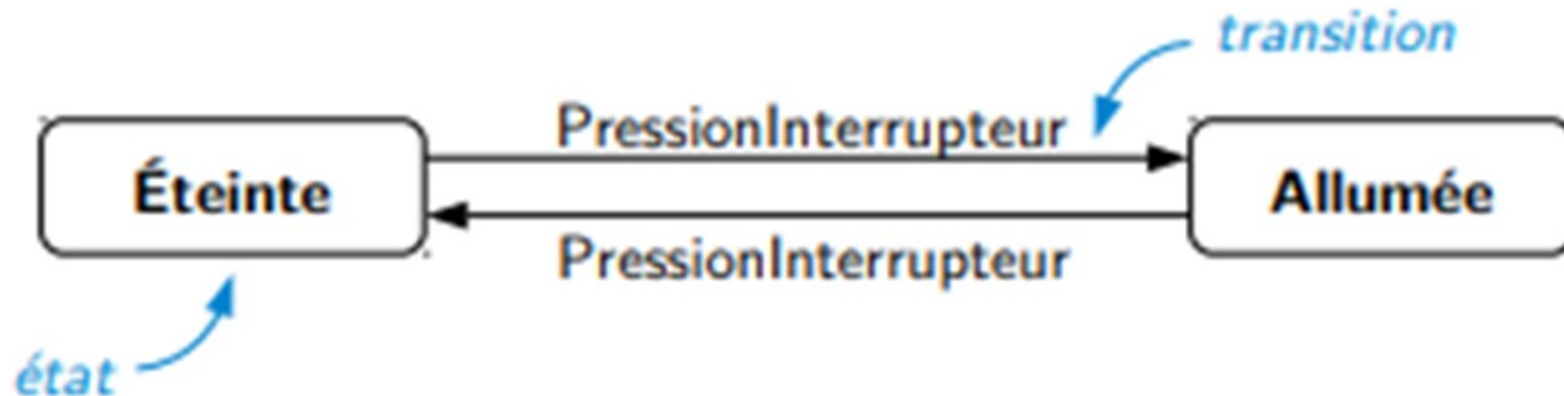 transition
PressionInterrupteur
Éteinte
Allumée
PressionInterrupteur
état